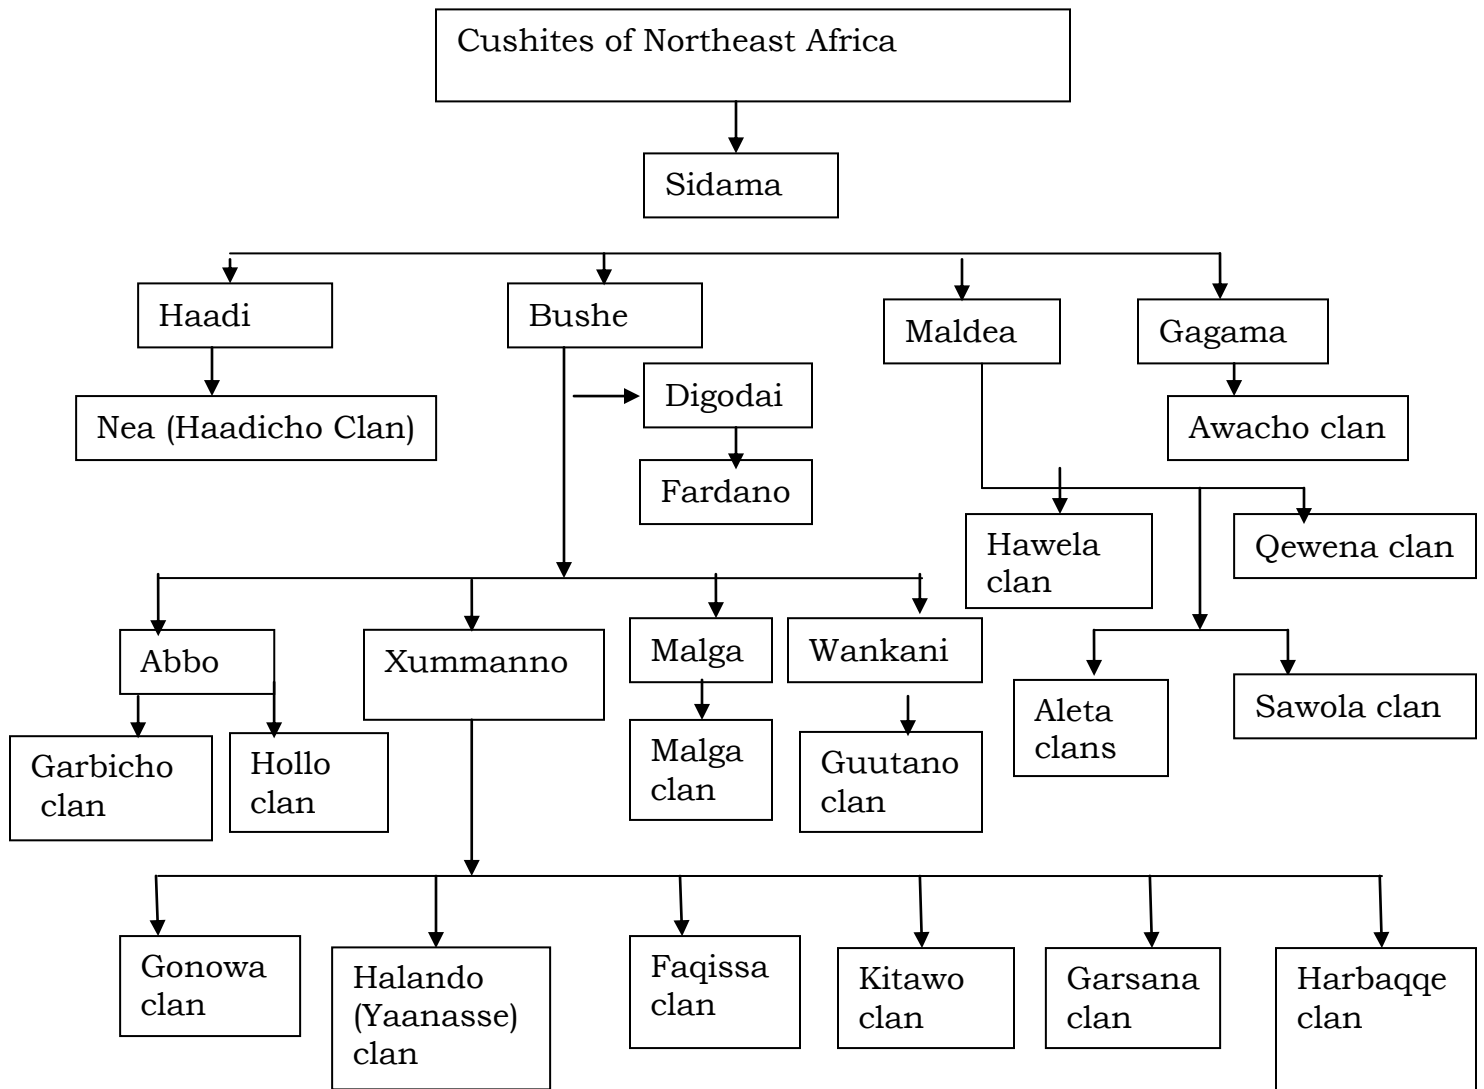 Cushites of Northeast Africa
Sidama
Haadi
Bushe
Maldea
Gagama
Nea (Haadicho Clan)
Digodai
Awacho clan
Fardano
Hawela
clan
Qewena clan
Abbo
Xummanno
Malga
Wankani
Aleta
clans
Sawola clan
Garbicho
clan
Hollo
clan
Malga
clan
Guutano
clan
Gonowa
clan
Halando
(Yaanasse)
clan
Faqissa
clan
Kitawo
clan
Garsana
clan
Harbaqqe
clan